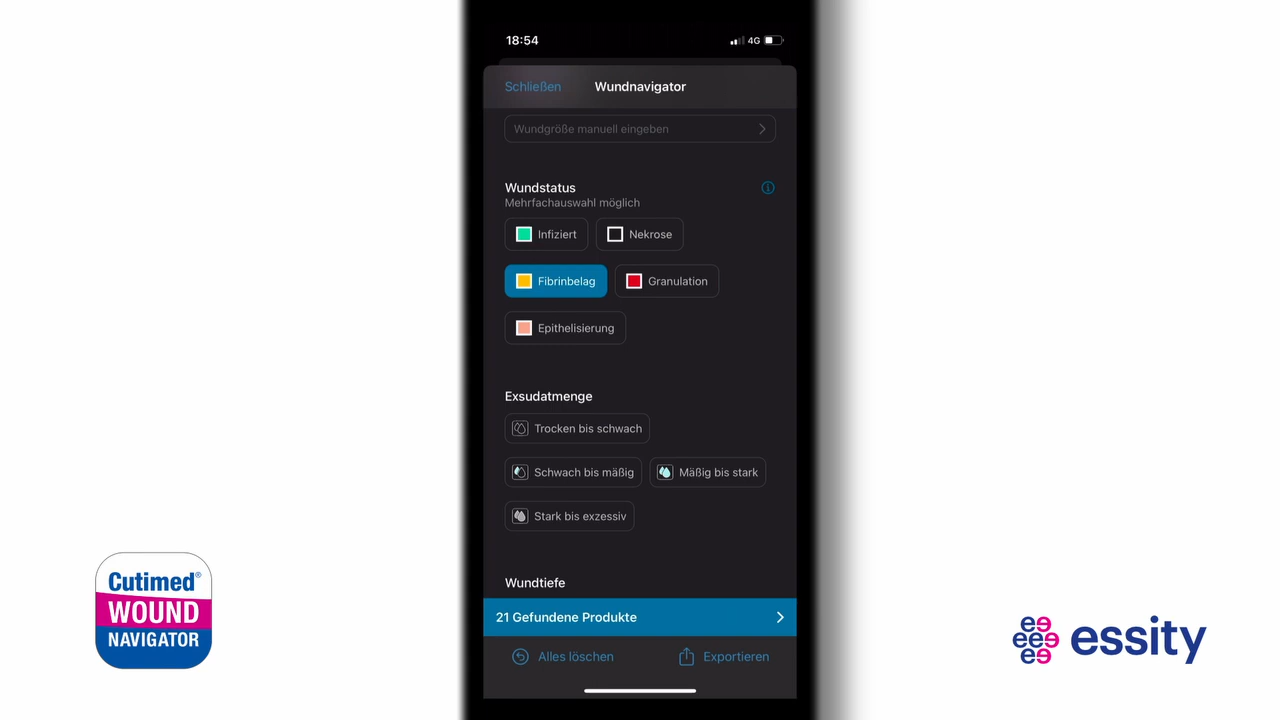 18:54
4G
Schließen
Wundnavigator
Wundgröße manuell eingeben
Wundstatus
Mehrfachauswahl möglich
Infiziert
Nekrose
Fibrinbelag
Granulation
Epithelisierung
Exsudatmenge
Trocken bis schwach
Schwach bis mäßig
Mäßig bis stark
Stark bis exzessiv
Wundtiefe
21 Gefundene Produkte
Alles löschen
Exportieren
Cutimed®
WOUND
NAVIGATOR
essity